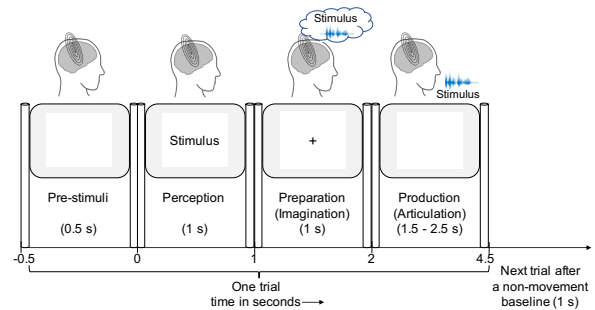 Stimulus
Stimulus
Stimulus
+
Pre-stimuli
(0.5 s)
Perception
(1 s)
Preparation
(Imagination)
(1 s)
Production
(Articulation)
(1.5 - 2.5 s)
-0.5
0
1
2
4.5
One trial
time in seconds
Next trial after
a non-movement
baseline (1 s)